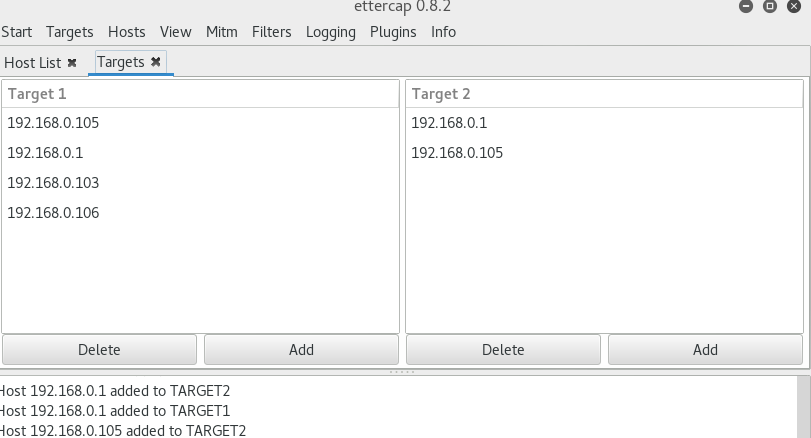 ettercap 0.8.2
Start Targets Hosts View Mitm Filters Logging Plugins Info
Host List Targets
Target 1 Target 2
192.168.0.105 192.168.0.1
192.168.0.1 192.168.0.105
192.168.0.103
192.168.0.106
Delete Add Delete Add
Host 192.168.0.1 added to TARGET2
Host 192.168.0.1 added to TARGET1
Host 192.168.0.105 added to TARGET2